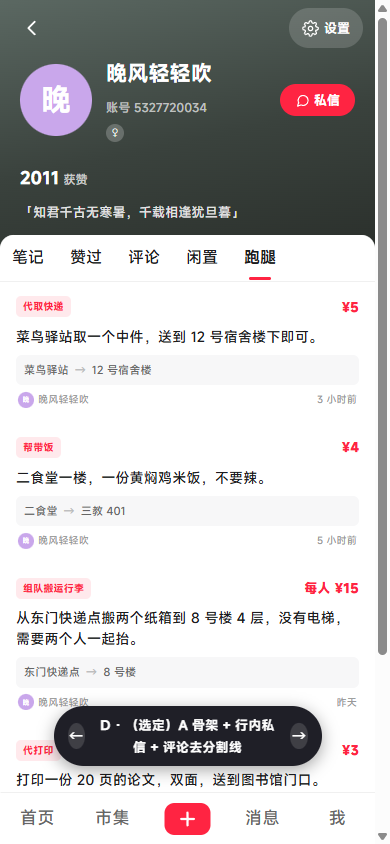 设置
晚
晚风轻轻吹
账号 5327720034
私信
2011 获赞
「知君千古无寒暑，千载相逢犹旦暮」
笔记 赞过 评论 闲置 跑腿
代取快递 ¥5
菜鸟驿站取一个中件，送到 12 号宿舍楼下即可。
菜鸟驿站 → 12 号宿舍楼
晚 晚风轻轻吹 3 小时前
帮带饭 ¥4
二食堂一楼，一份黄焖鸡米饭，不要辣。
二食堂 → 三教 401
晚 晚风轻轻吹 5 小时前
组队搬运行李 每人 ¥15
从东门快递点搬两个纸箱到 8 号楼 4 层，没有电梯，
需要两个人一起抬。
东门快递点 → 8 号楼
晚 晚风轻轻吹 昨天
← D · （选定）A 骨架 + 行内私
信 + 评论去分割线 →
代打印 ¥3
打印一份 20 页的论文，双面，送到图书馆门口。
首页 市集 + 消息 我